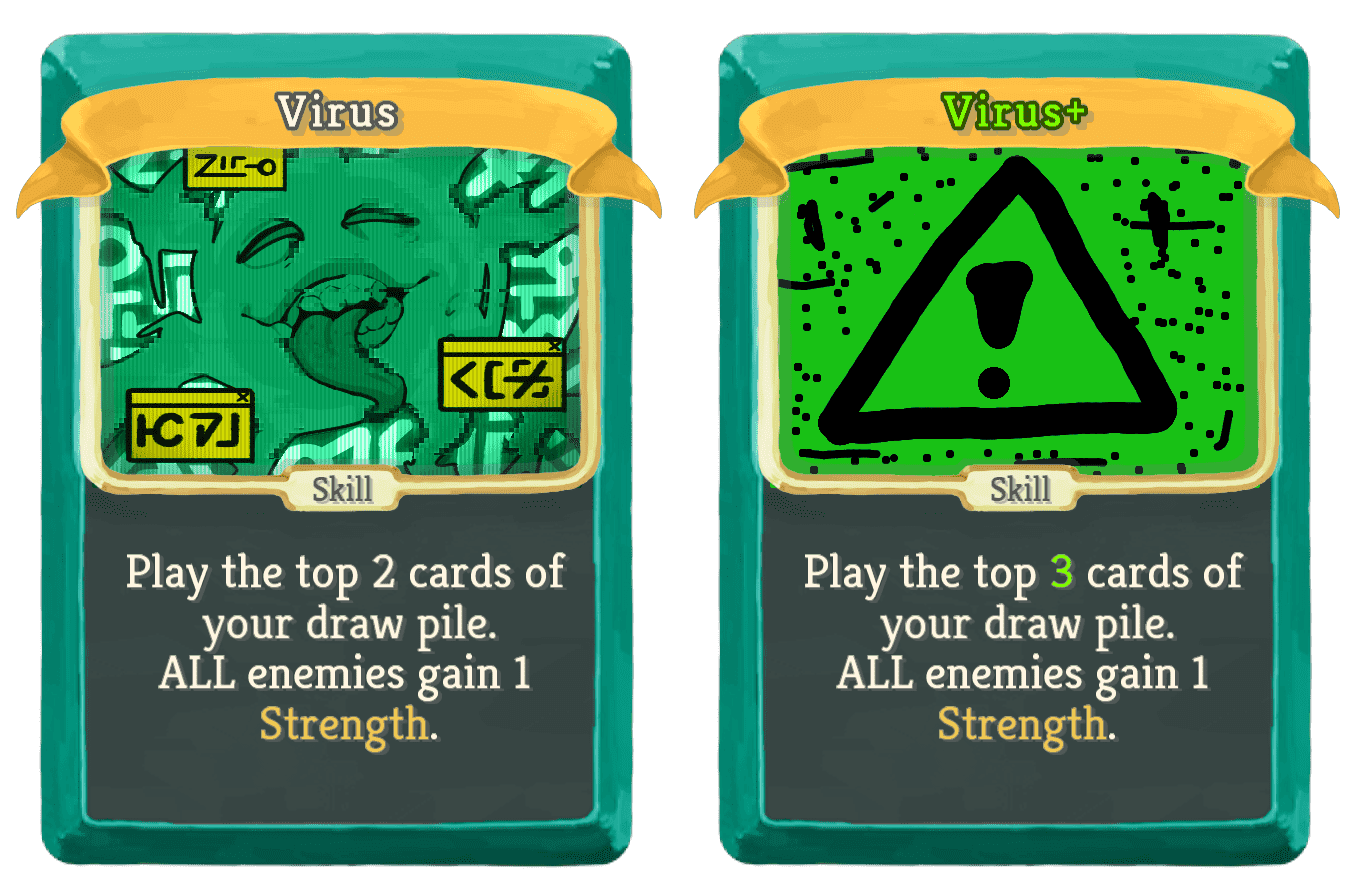 Virus
Skill
Play the top 2 cards of
your draw pile.
ALL enemies gain 1
Strength.
Virus+
Skill
Play the top 3 cards of
your draw pile.
ALL enemies gain 1
Strength.